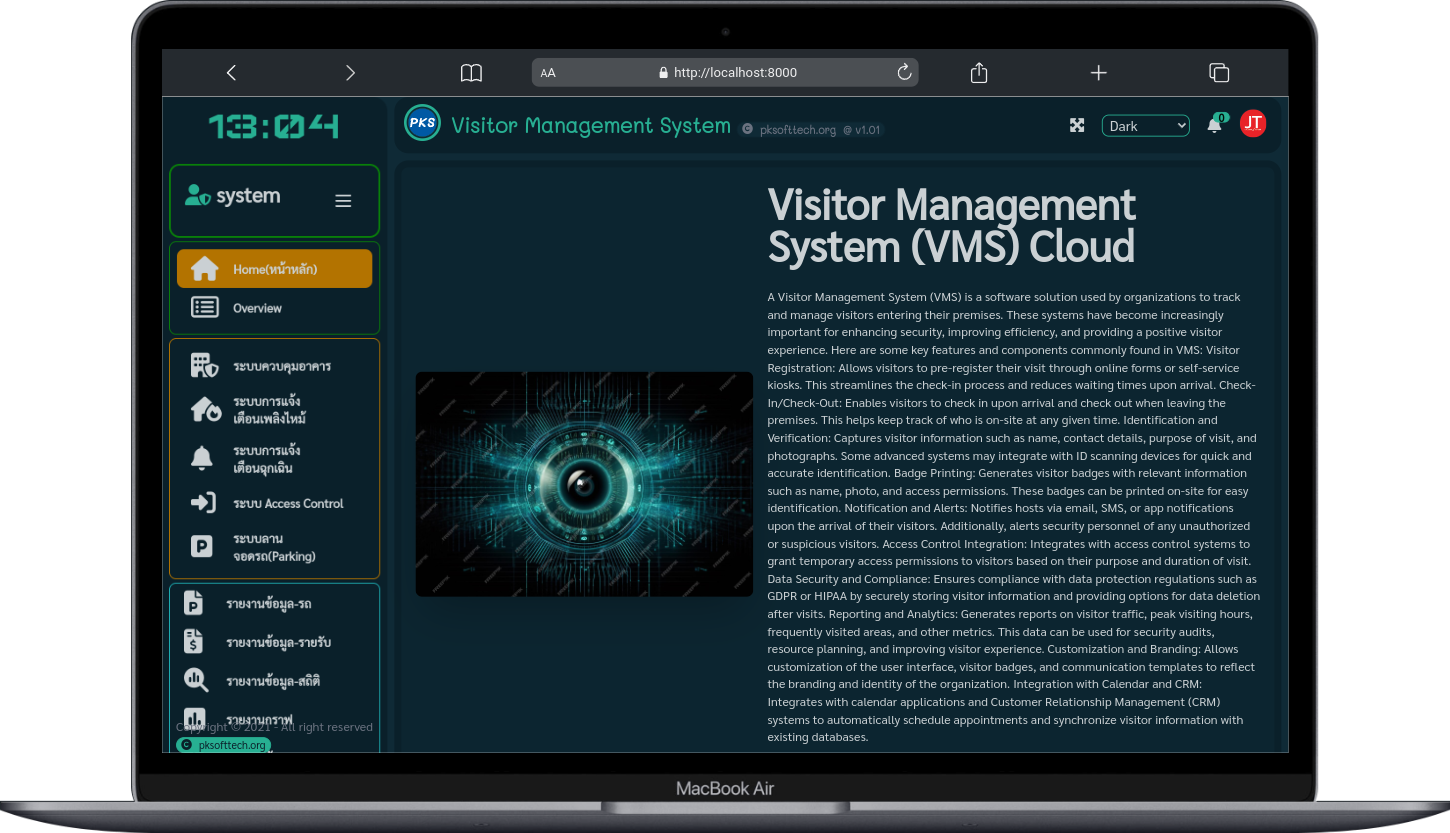 AA
http://localhost:8000
13:04
PKS
Visitor Management System
© pksofttech.org @ v1.01
Dark
0
JT
system
Home(หน้าหลัก)
Overview
ระบบควบคุมอาคาร
ระบบการแจ้ง
เตือนเพลิงไหม้
ระบบการแจ้ง
เตือนฉุกเฉิน
ระบบ Access Control
ระบบลาน
จอดรถ(Parking)
รายงานข้อมูล-รถ
รายงานข้อมูล-รายรับ
รายงานข้อมูล-สถิติ
รายงานกราฟ
Copyright © 2021 - All right reserved
© pksofttech.org
Visitor Management
System (VMS) Cloud
A Visitor Management System (VMS) is a software solution used by organizations to track
and manage visitors entering their premises. These systems have become increasingly
important for enhancing security, improving efficiency, and providing a positive visitor
experience. Here are some key features and components commonly found in VMS: Visitor
Registration: Allows visitors to pre-register their visit through online forms or self-service
kiosks. This streamlines the check-in process and reduces waiting times upon arrival. Check-
In/Check-Out: Enables visitors to check in upon arrival and check out when leaving the
premises. This helps keep track of who is on-site at any given time. Identification and
Verification: Captures visitor information such as name, contact details, purpose of visit, and
photographs. Some advanced systems may integrate with ID scanning devices for quick and
accurate identification. Badge Printing: Generates visitor badges with relevant information
such as name, photo, and access permissions. These badges can be printed on-site for easy
identification. Notification and Alerts: Notifies hosts via email, SMS, or app notifications
upon the arrival of their visitors. Additionally, alerts security personnel of any unauthorized
or suspicious visitors. Access Control Integration: Integrates with access control systems to
grant temporary access permissions to visitors based on their purpose and duration of visit.
Data Security and Compliance: Ensures compliance with data protection regulations such as
GDPR or HIPAA by securely storing visitor information and providing options for data deletion
after visits. Reporting and Analytics: Generates reports on visitor traffic, peak visiting hours,
frequently visited areas, and other metrics. This data can be used for security audits,
resource planning, and improving visitor experience. Customization and Branding: Allows
customization of the user interface, visitor badges, and communication templates to reflect
the branding and identity of the organization. Integration with Calendar and CRM:
Integrates with calendar applications and Customer Relationship Management (CRM)
systems to automatically schedule appointments and synchronize visitor information with
existing databases.
MacBook Air